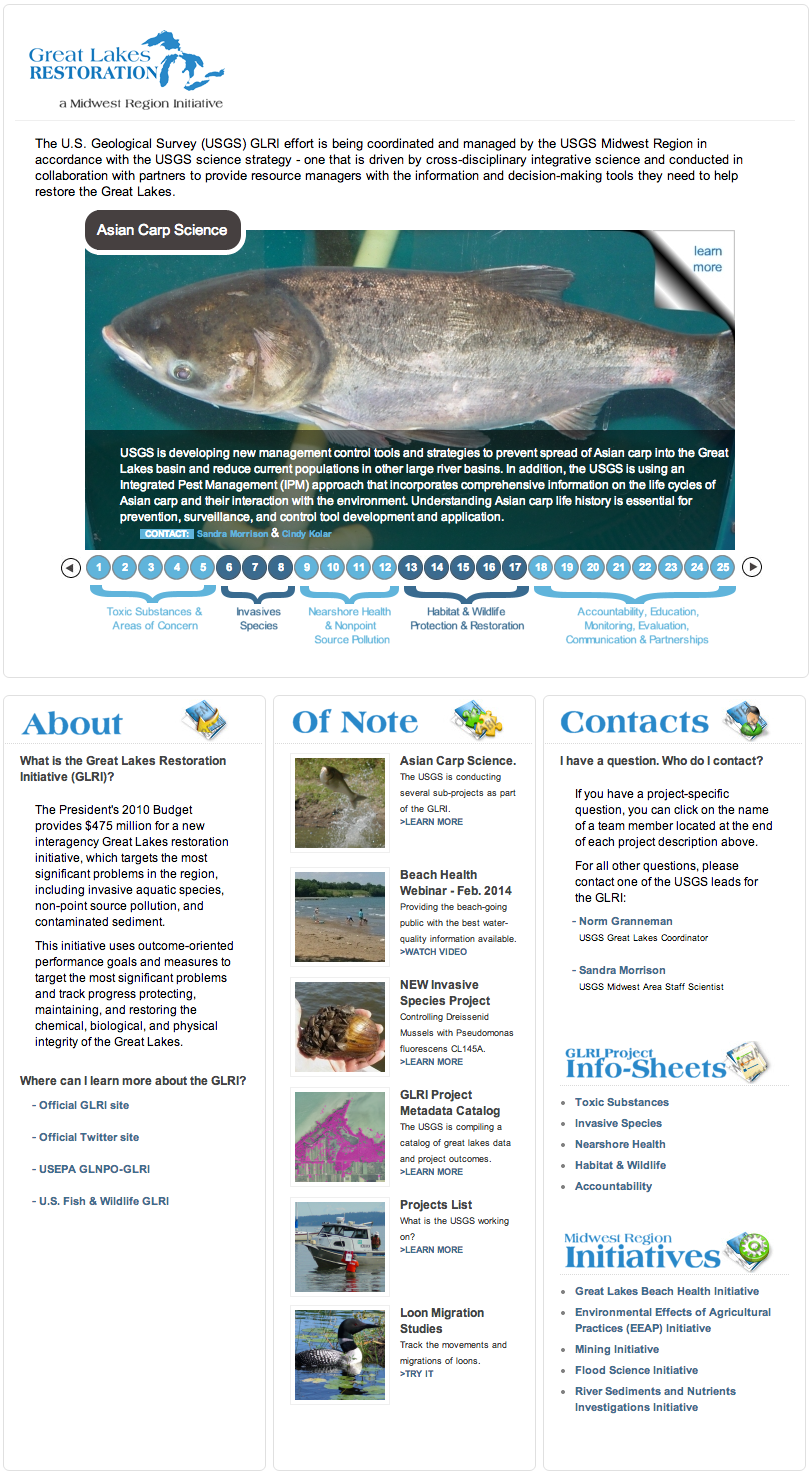 Great Lakes
RESTORATION
a Midwest Region Initiative
The U.S. Geological Survey (USGS) GLRI effort is being coordinated and managed by the USGS Midwest Region in
accordance with the USGS science strategy - one that is driven by cross-disciplinary integrative science and conducted in
collaboration with partners to provide resource managers with the information and decision-making tools they need to help
restore the Great Lakes.
Asian Carp Science
learn
more
USGS is developing new management control tools and strategies to prevent spread of Asian carp into the Great
Lakes basin and reduce current populations in other large river basins. In addition, the USGS is using an
Integrated Pest Management (IPM) approach that incorporates comprehensive information on the life cycles of
Asian carp and their interaction with the environment. Understanding Asian carp life history is essential for
prevention, surveillance, and control tool development and application.
CONTACT: Sandra Morrison & Cindy Kolar
1 2 3 4 5 6 7 8 9 10 11 12 13 14 15 16 17 18 19 20 21 22 23 24 25
Toxic Substances &
Areas of Concern
Invasives
Species
Nearshore Health
& Nonpoint
Source Pollution
Habitat & Wildlife
Protection & Restoration
Accountability, Education,
Monitoring, Evaluation,
Communication & Partnerships
About
What is the Great Lakes Restoration
Initiative (GLRI)?
The President's 2010 Budget
provides $475 million for a new
interagency Great Lakes restoration
initiative, which targets the most
significant problems in the region,
including invasive aquatic species,
non-point source pollution, and
contaminated sediment.
This initiative uses outcome-oriented
performance goals and measures to
target the most significant problems
and track progress protecting,
maintaining, and restoring the
chemical, biological, and physical
integrity of the Great Lakes.
Where can I learn more about the GLRI?
- Official GLRI site
- Official Twitter site
- USEPA GLNPO-GLRI
- U.S. Fish & Wildlife GLRI
Of Note
Asian Carp Science.
The USGS is conducting
several sub-projects as part
of the GLRI.
>LEARN MORE
Beach Health
Webinar - Feb. 2014
Providing the beach-going
public with the best water-
quality information available.
>WATCH VIDEO
NEW Invasive
Species Project
Controlling Dreissenid
Mussels with Pseudomonas
fluorescens CL145A.
>LEARN MORE
GLRI Project
Metadata Catalog
The USGS is compiling a
catalog of great lakes data
and project outcomes.
>LEARN MORE
Projects List
What is the USGS working
on?
>LEARN MORE
Loon Migration
Studies
Track the movements and
migrations of loons.
>TRY IT
Contacts
I have a question. Who do I contact?
If you have a project-specific
question, you can click on the name
of a team member located at the end
of each project description above.
For all other questions, please
contact one of the USGS leads for
the GLRI:
- Norm Granneman
USGS Great Lakes Coordinator
- Sandra Morrison
USGS Midwest Area Staff Scientist
GLRI Project
Info-Sheets
• Toxic Substances
• Invasive Species
• Nearshore Health
• Habitat & Wildlife
• Accountability
Midwest Region
Initiatives
• Great Lakes Beach Health Initiative
• Environmental Effects of Agricultural
Practices (EEAP) Initiative
• Mining Initiative
• Flood Science Initiative
• River Sediments and Nutrients
Investigations Initiative